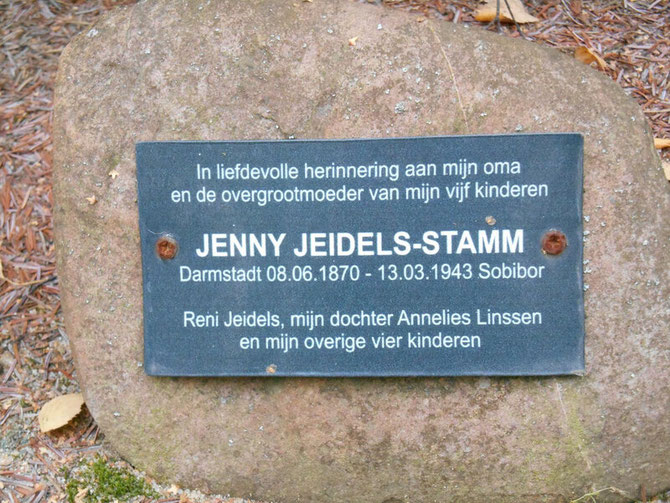 In liefdevolle herinnering aan mijn oma
en de overgrootmoeder van mijn vijf kinderen
JENNY JEIDELS-STAMM
Darmstadt 08.06.1870 - 13.03.1943 Sobibor
Reni Jeidels, mijn dochter Annelies Linssen
en mijn overige vier kinderen